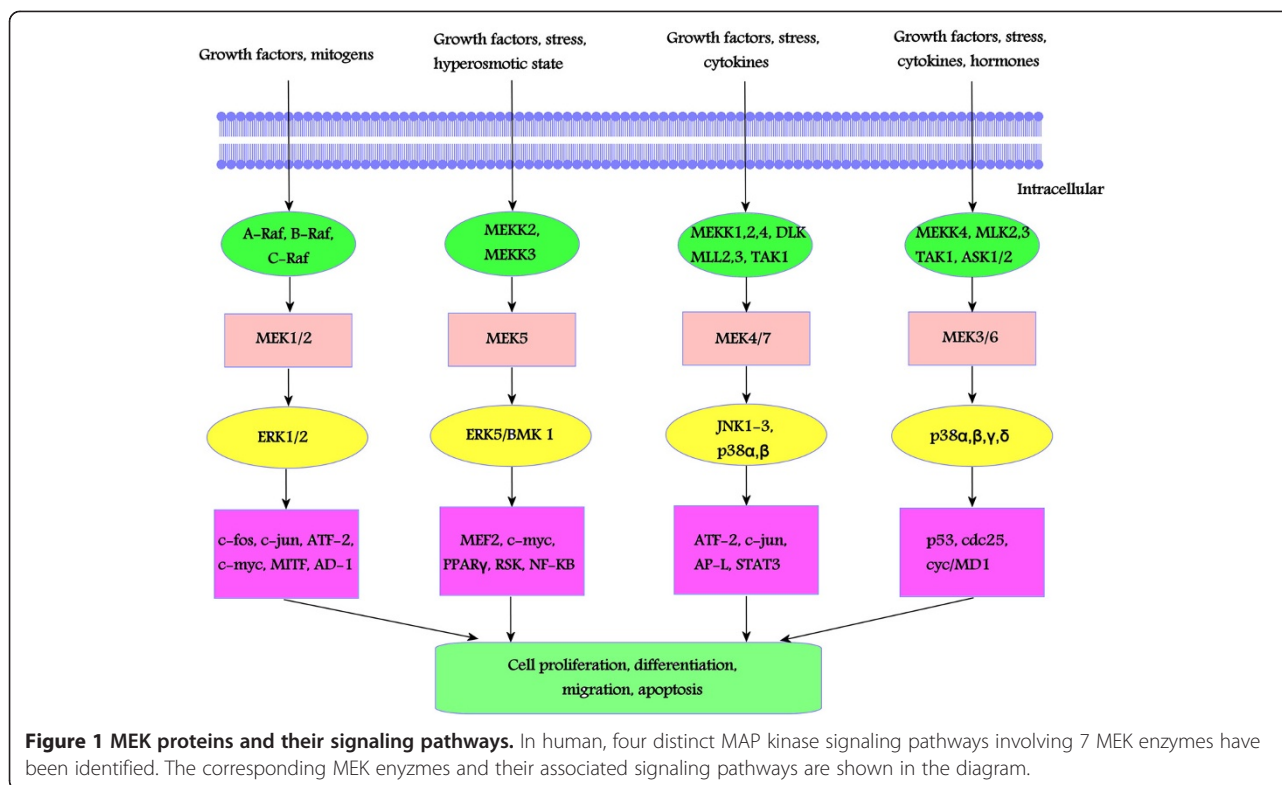 Growth factors, mitogens
Growth factors, stress,
hyperosmotic state
Growth factors, stress,
cytokines
Growth factors, stress,
cytokines, hormones
Intracellular
A-Raf, B-Raf,
C-Raf
MEKK2,
MEKK3
MEKK1,2,4, DLK
MLL2,3, TAK1
MEKK4, MLK2,3
TAK1, ASK1/2
MEK1/2
MEK5
MEK4/7
MEK3/6
ERK1/2
ERK5/BMK 1
JNK1-3,
p38α,β
p38α,β,γ,δ
c-fos, c-jun, ATF-2,
c-myc, MITF, AD-1
MEF2, c-myc,
PPARγ, RSK, NF-KB
ATF-2, c-jun,
AP-L, STAT3
p53, cdc25,
cyc/MD1
Cell proliferation, differentiation,
migration, apoptosis
Figure 1 MEK proteins and their signaling pathways. In human, four distinct MAP kinase signaling pathways involving 7 MEK enzymes have
been identified. The corresponding MEK enyzmes and their associated signaling pathways are shown in the diagram.